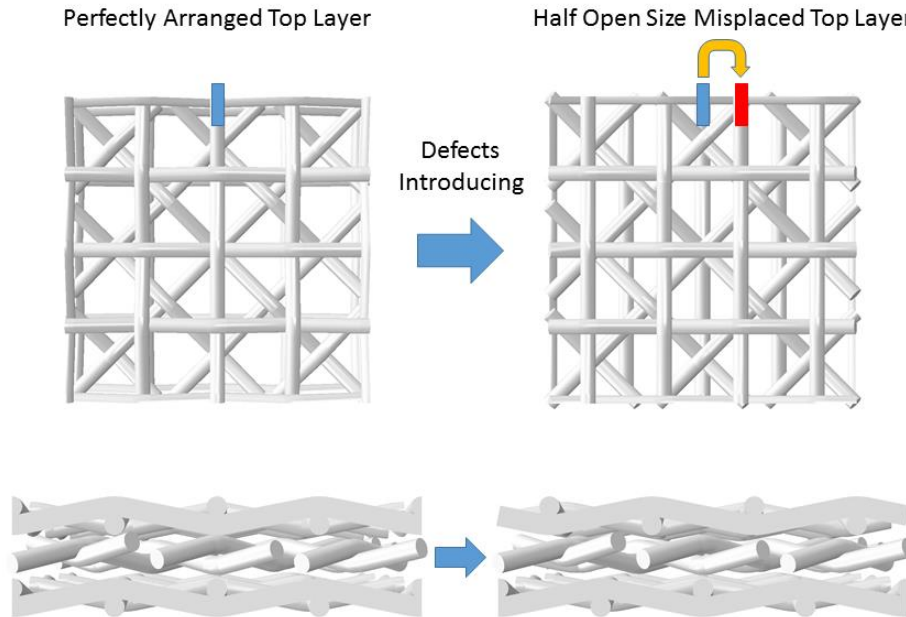 Perfectly Arranged Top Layer
Half Open Size Misplaced Top Layer
Defects
Introducing